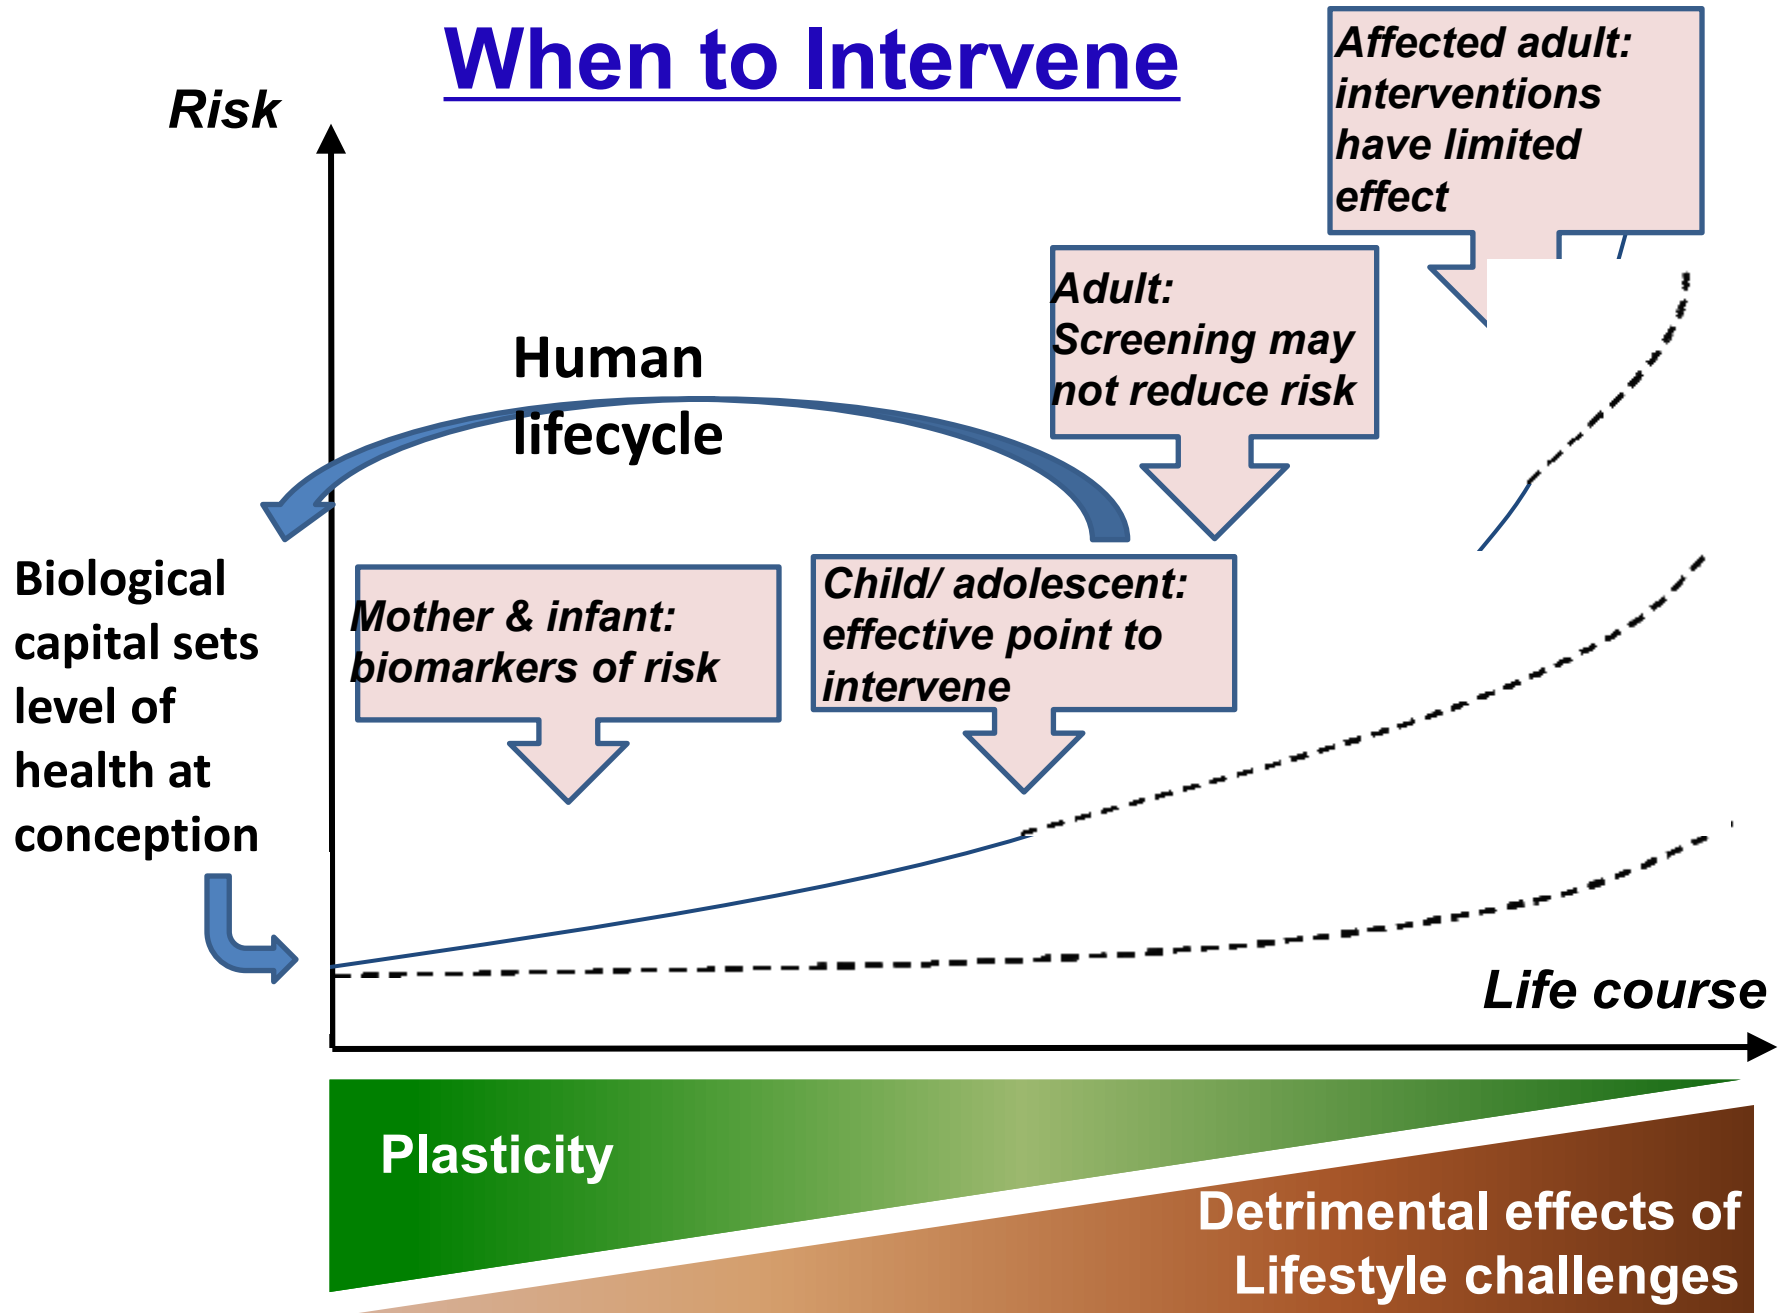 When to Intervene
Risk
Affected adult:
interventions
have limited
effect
Adult:
Screening may
not reduce risk
Human
lifecycle
Biological
capital sets
level of
health at
conception
Mother & infant:
biomarkers of risk
Child/ adolescent:
effective point to
intervene
Life course
Plasticity
Detrimental effects of
Lifestyle challenges